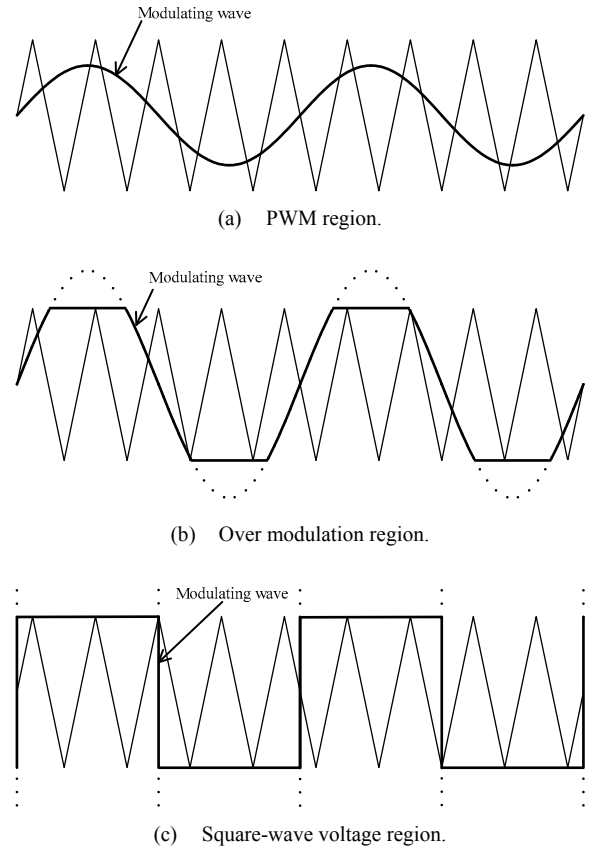 Modulating wave
(a) PWM region.
Modulating wave
(b) Over modulation region.
Modulating wave
(c) Square-wave voltage region.